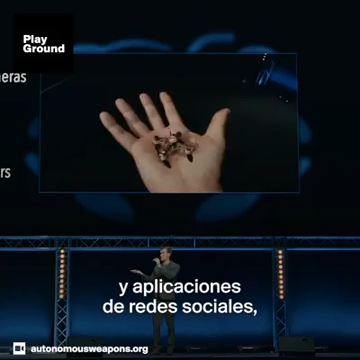 Play
Ground
eras
rs
y aplicaciones
de redes sociales,
autonomousweapons.org